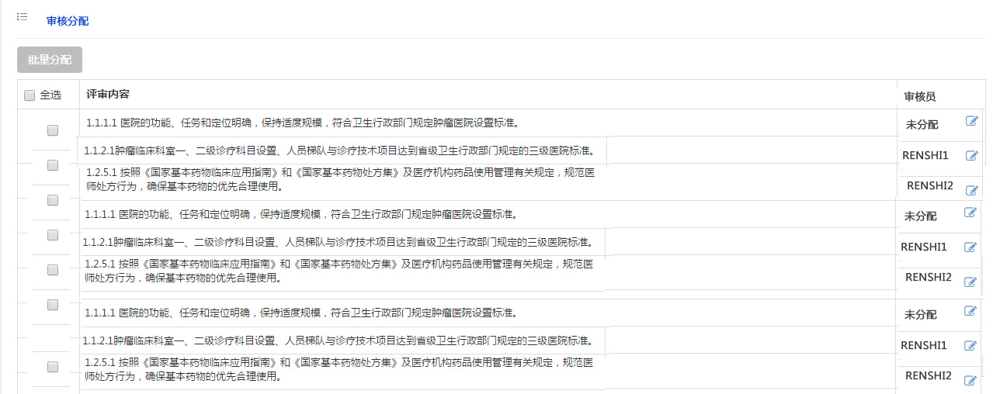 审核分配
批量分配
全选 评审内容 审核员
1.1.1.1 医院的功能、任务和定位明确，保持适度规模，符合卫生行政部门规定肿瘤医院设置标准。 未分配
1.1.2.1肿瘤临床科室一、二级诊疗科目设置、人员梯队与诊疗技术项目达到省级卫生行政部门规定的三级医院标准。 RENSHI1
1.2.5.1 按照《国家基本药物临床应用指南》和《国家基本药物处方集》及医疗机构药品使用管理有关规定，规范医
师处方行为，确保基本药物的优先合理使用。 RENSHI2
1.1.1.1 医院的功能、任务和定位明确，保持适度规模，符合卫生行政部门规定肿瘤医院设置标准。 未分配
1.1.2.1肿瘤临床科室一、二级诊疗科目设置、人员梯队与诊疗技术项目达到省级卫生行政部门规定的三级医院标准。 RENSHI1
1.2.5.1 按照《国家基本药物临床应用指南》和《国家基本药物处方集》及医疗机构药品使用管理有关规定，规范医
师处方行为，确保基本药物的优先合理使用。 RENSHI2
1.1.1.1 医院的功能、任务和定位明确，保持适度规模，符合卫生行政部门规定肿瘤医院设置标准。 未分配
1.1.2.1肿瘤临床科室一、二级诊疗科目设置、人员梯队与诊疗技术项目达到省级卫生行政部门规定的三级医院标准。 RENSHI1
1.2.5.1 按照《国家基本药物临床应用指南》和《国家基本药物处方集》及医疗机构药品使用管理有关规定，规范医
师处方行为，确保基本药物的优先合理使用。 RENSHI2